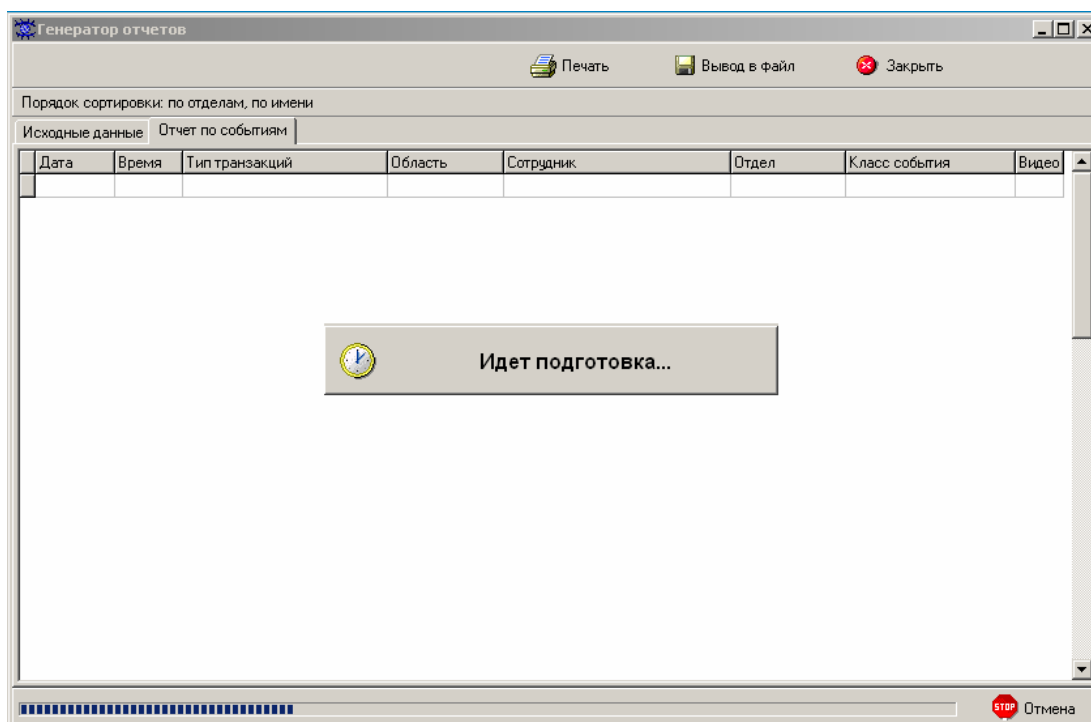 Генератор отчетов
Печать Вывод в файл Закрыть
Порядок сортировки: по отделам, по имени
Исходные данные Отчет по событиям
Дата Время Тип транзакций Область Сотрудник Отдел Класс события Видео
Идет подготовка...
STOP Отмена